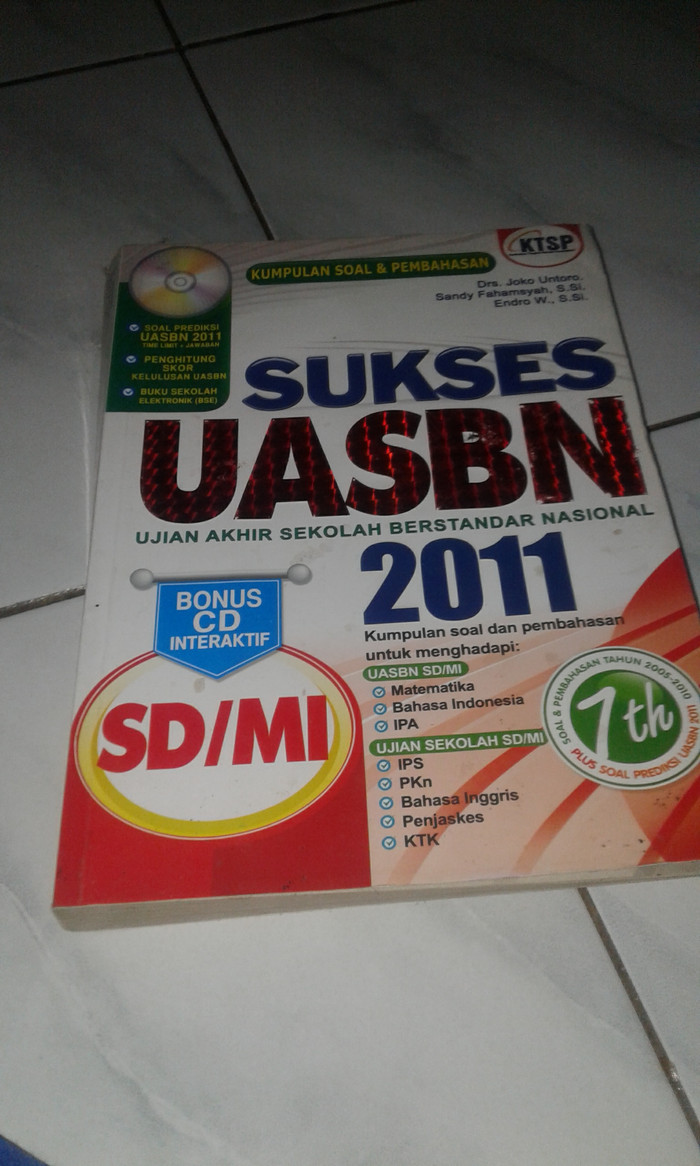 KTSP
KUMPULAN SOAL & PEMBAHASAN
Drs. Joko Untoro.
Sandy Fahamsyah, S.Si.
Endro W., S.Si.
SOAL PREDIKSI
UASBN 2011
TIME LIMIT + JAWABAN
PENGHITUNG
SKOR
KELULUSAN UASBN
BUKU SEKOLAH
ELEKTRONIK (BSE)
SUKSES
UASBN
UJIAN AKHIR SEKOLAH BERSTANDAR NASIONAL
2011
BONUS
CD
INTERAKTIF
SD/MI
Kumpulan soal dan pembahasan
untuk menghadapi:
UASBN SD/MI
Matematika
Bahasa Indonesia
IPA
UJIAN SEKOLAH SD/MI
IPS
PKn
Bahasa Inggris
Penjaskes
KTK
SOAL & PEMBAHASAN TAHUN 2005-2010
7th
PLUS SOAL PREDIKSI UASBN 2011